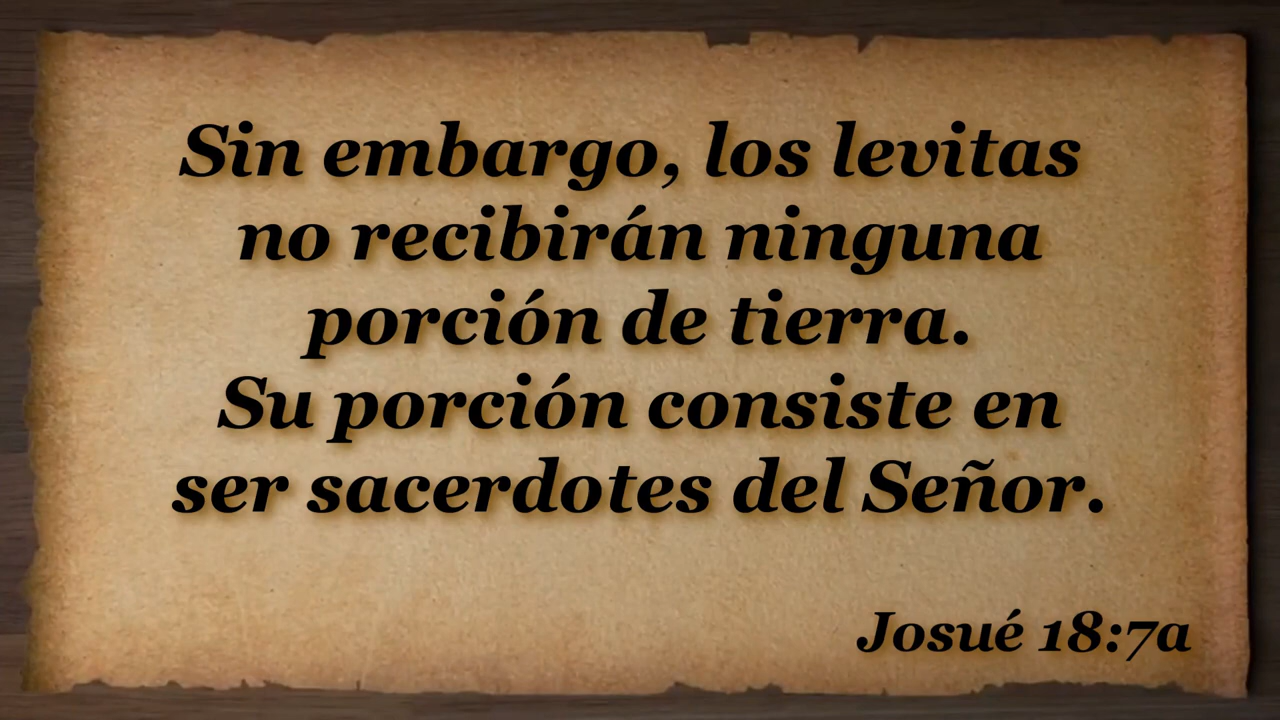 Sin embargo, los levitas
no recibirán ninguna
porción de tierra.
Su porción consiste en
ser sacerdotes del Señor.
Josué 18:7a